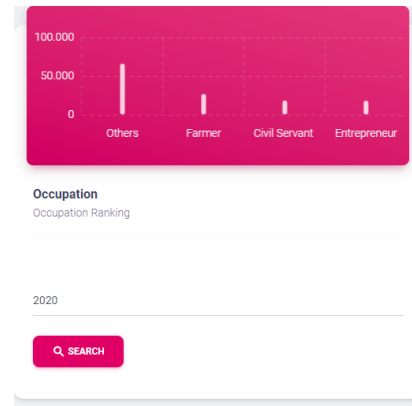 100.000
50.000
0
Others Farmer Civil Servant Entrepreneur
Occupation
Occupation Ranking
2020
SEARCH